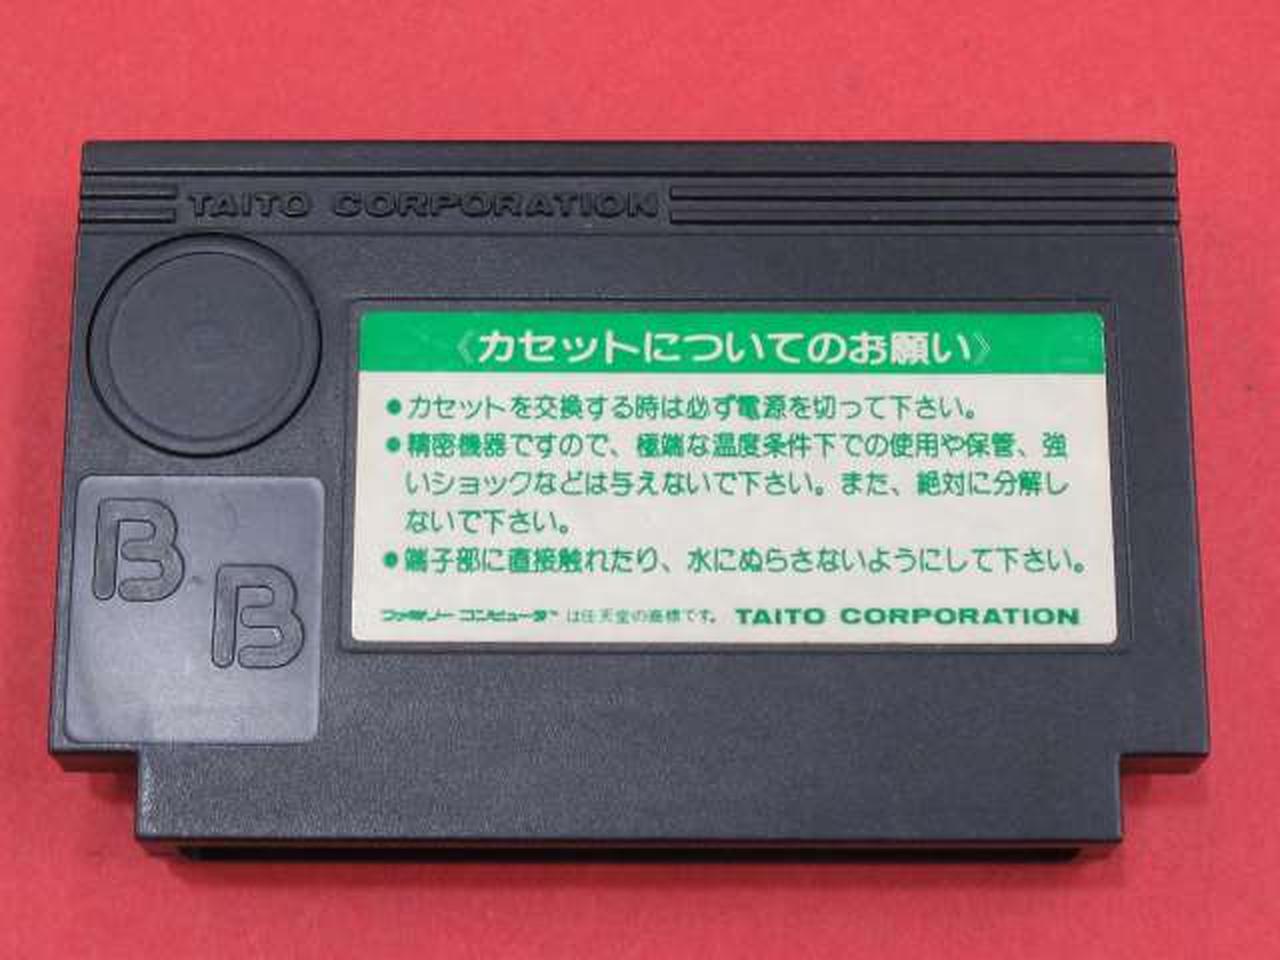 TAITO CORPORATION
《カセットについてのお願い》
●カセットを交換する時は必ず電源を切って下さい。
●精密機器ですので、極端な温度条件下での使用や保管、強
いショックなどは与えないで下さい。また、絶対に分解し
ないで下さい。
●端子部に直接触れたり、水にぬらさないようにして下さい。
ファミリーコンピュータ™は任天堂の商標です。 TAITO CORPORATION
B
B